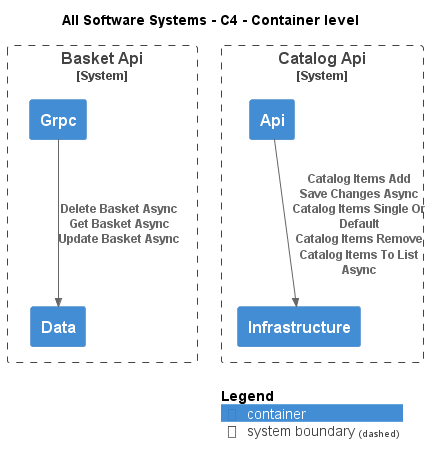 All Software Systems - C4 - Container level
Basket Api
[System]
Catalog Api
[System]
Grpc
Api
Delete Basket Async
Get Basket Async
Update Basket Async
Catalog Items Add
Save Changes Async
Catalog Items Single Or
Default
Catalog Items Remove
Catalog Items To List
Async
Data
Infrastructure
Legend
container
system boundary (dashed)